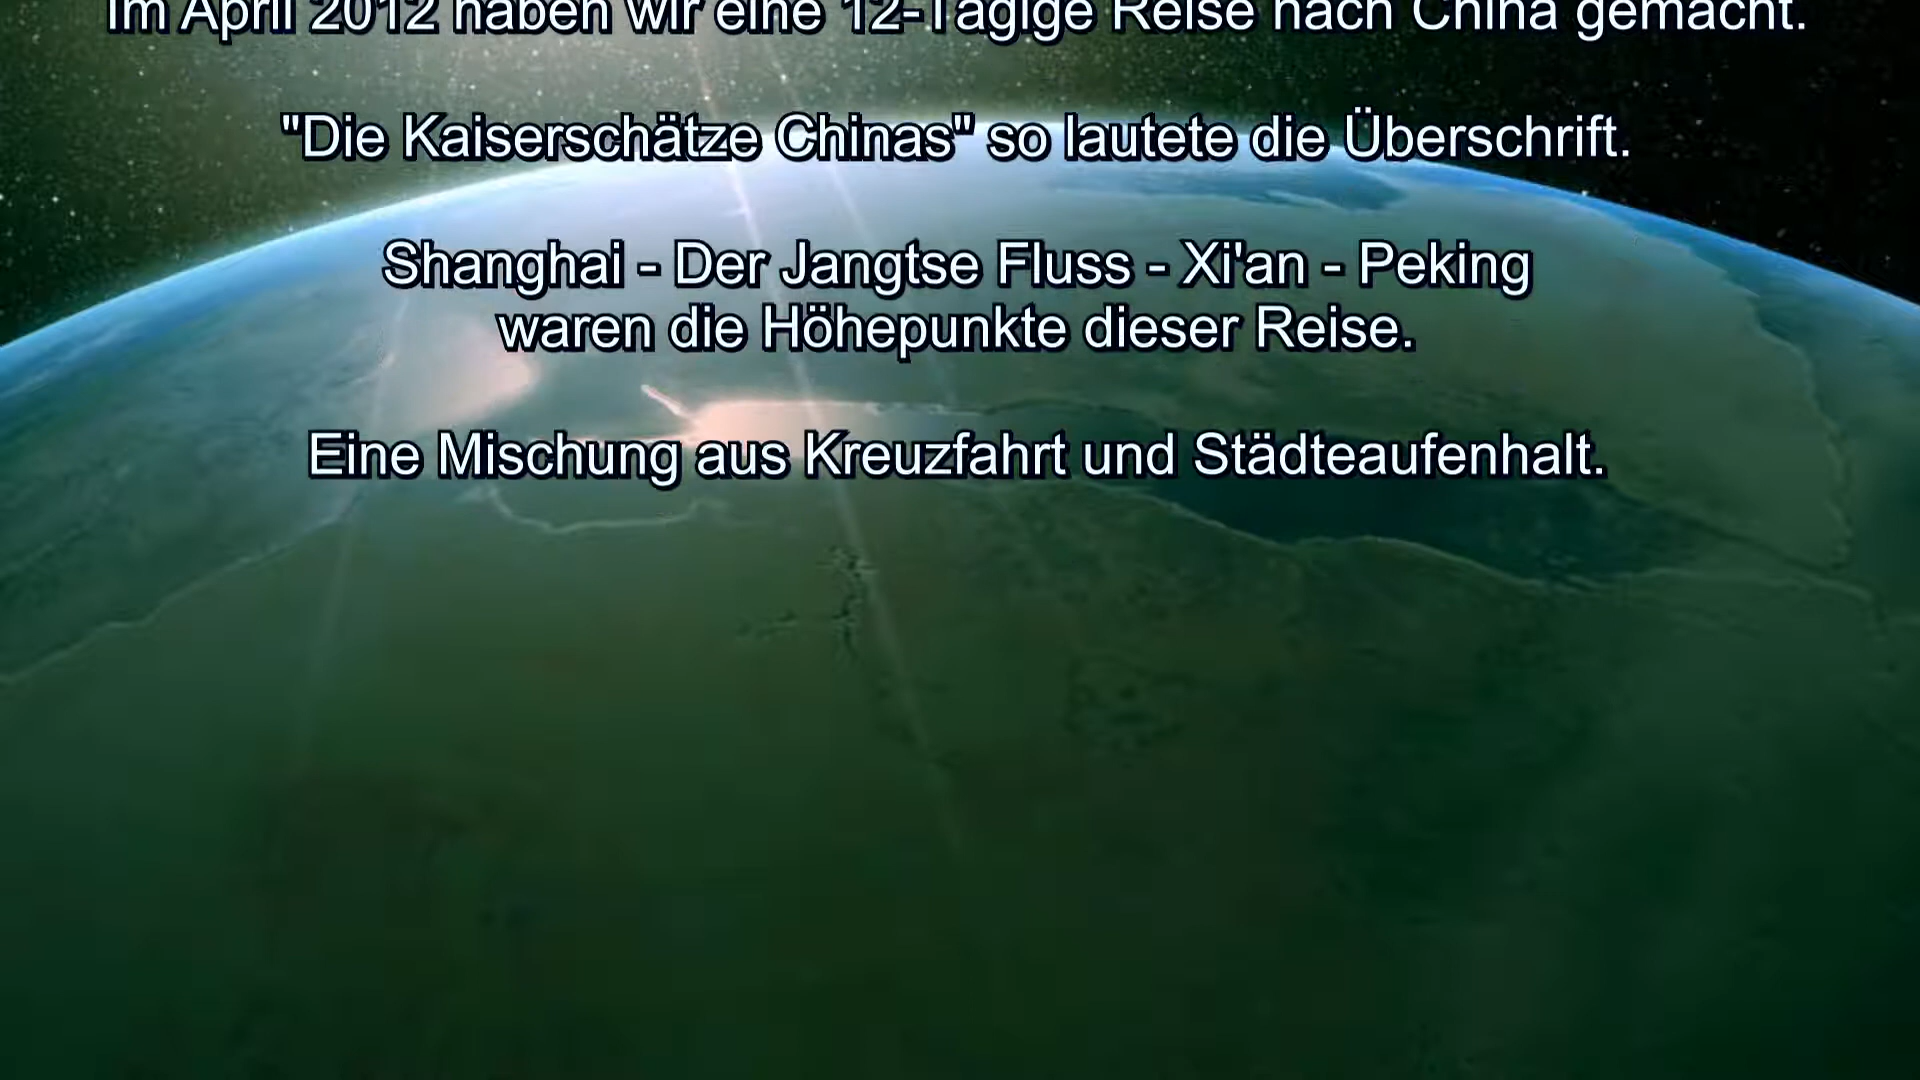 Im April 2012 haben wir eine 12-Tägige Reise nach China gemacht.
"Die Kaiserschätze Chinas" so lautete die Überschrift.
Shanghai - Der Jangtse Fluss - Xi'an - Peking
waren die Höhepunkte dieser Reise.
Eine Mischung aus Kreuzfahrt und Städteaufenhalt.